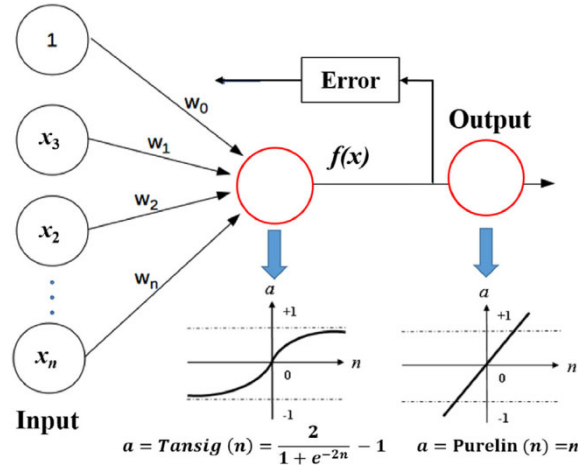 1
w₀
Error
x₃
w₁
f(x)
Output
x₂
w₂
wₙ
xₙ
Input
a
+1
0
-1
n
a
+1
0
-1
n
a = Tansig (n) = 2 / (1 + e⁻²ⁿ) − 1
a = Purelin (n) =n